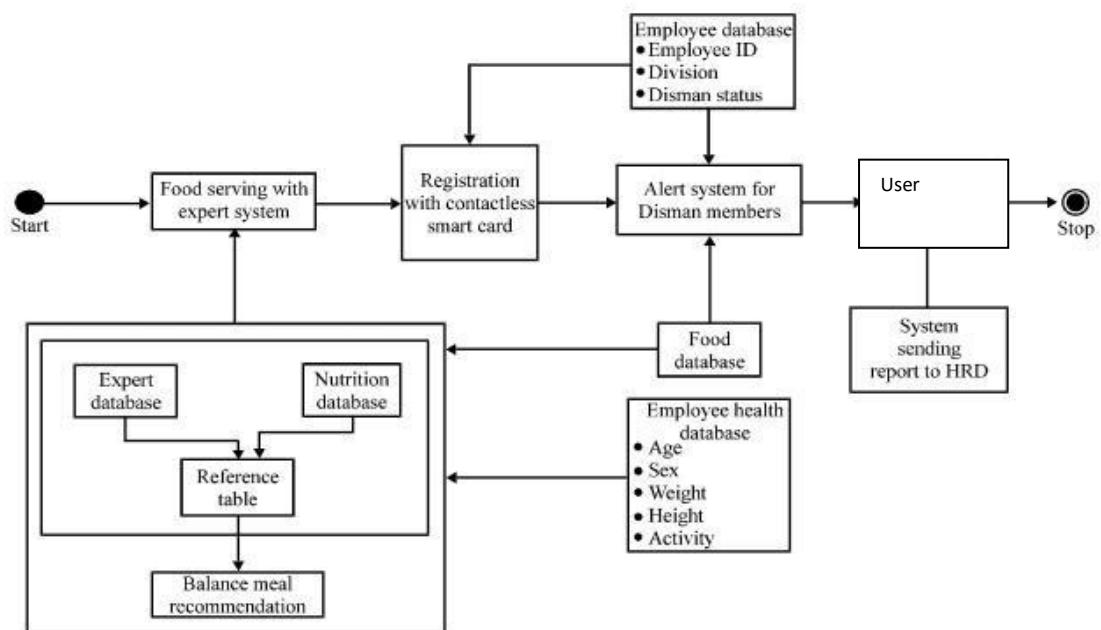 Employee database
● Employee ID
● Division
● Disman status
Food serving with
expert system
Registration
with contactless
smart card
Alert system for
Disman members
User
Start
Stop
System
sending
report to HRD
Food
database
Expert
database
Nutrition
database
Reference
table
Balance meal
recommendation
Employee health
database
● Age
● Sex
● Weight
● Height
● Activity